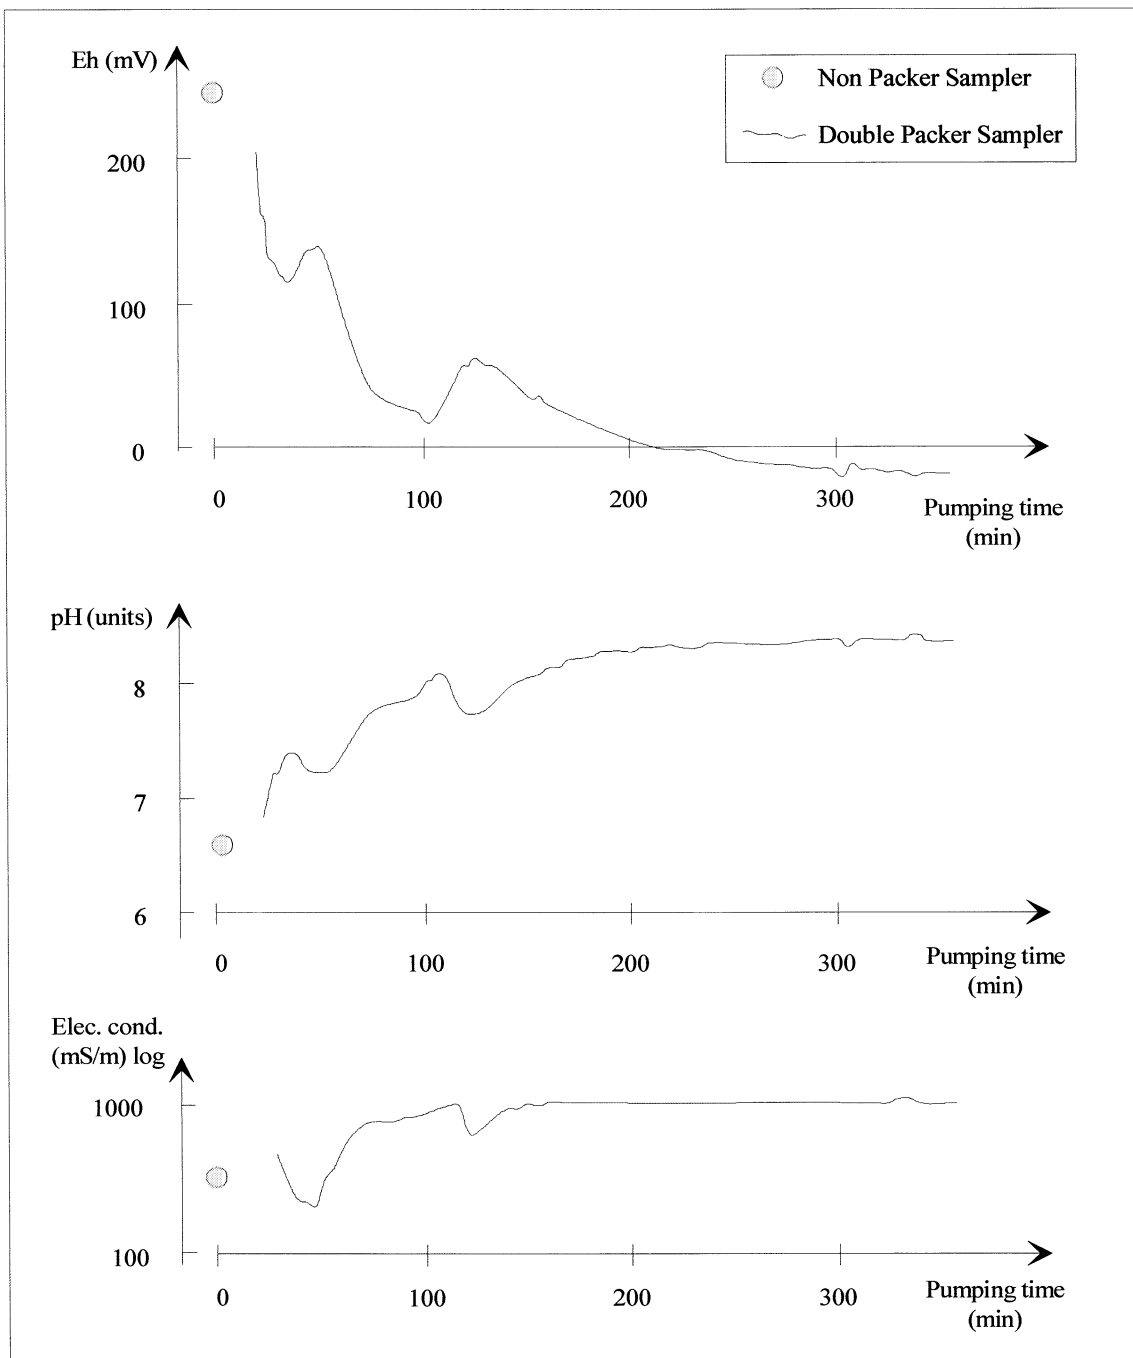 Eh (mV)
Non Packer Sampler
Double Packer Sampler
200
100
0
0 100 200 300
Pumping time
(min)
pH (units)
8
7
6
0 100 200 300
Pumping time
(min)
Elec. cond.
(mS/m) log
1000
100
0 100 200 300
Pumping time
(min)